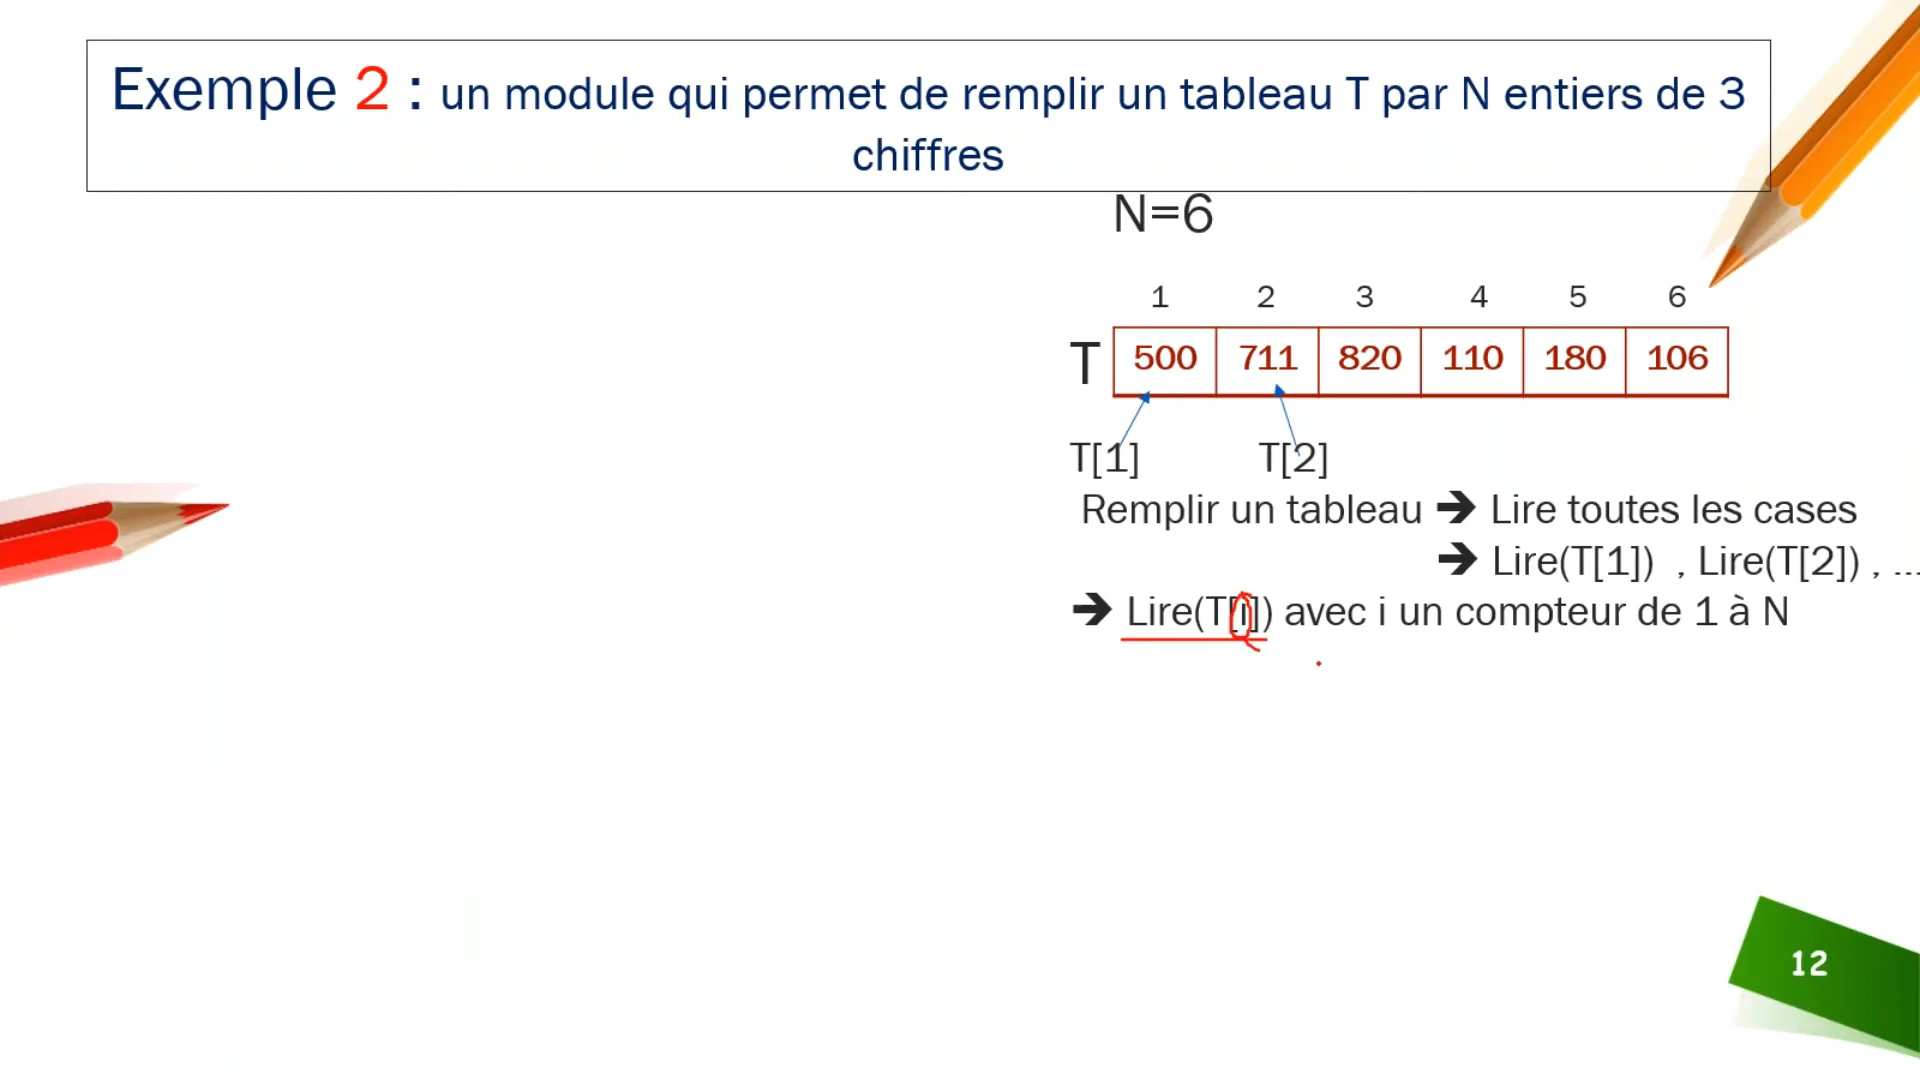 Exemple 2 : un module qui permet de remplir un tableau T par N entiers de 3
chiffres
N=6
1 2 3 4 5 6
T 500 711 820 110 180 106
T[1] T[2]
Remplir un tableau ➔ Lire toutes les cases
➔ Lire(T[1]) , Lire(T[2]) , ...
➔ Lire(T[i]) avec i un compteur de 1 à N
12